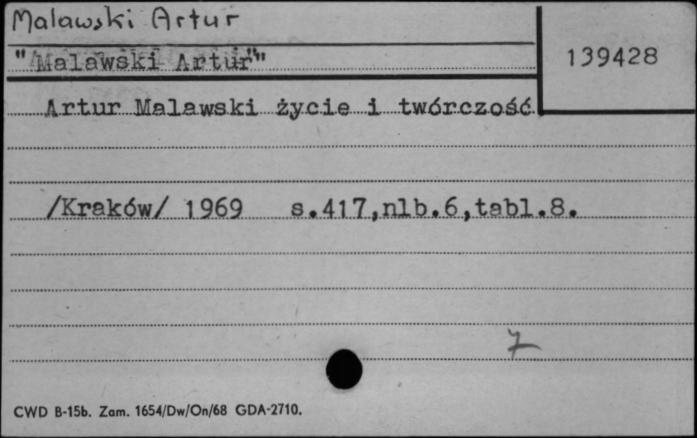 Malawski Artur
"Malawski Artur"
139428
Artur Malawski życie i twórczość
/Kraków/ 1969 s.417,nlb.6,tabl.8.
7
CWD B-15b. Zam. 1654/Dw/On/68 GDA-2710.